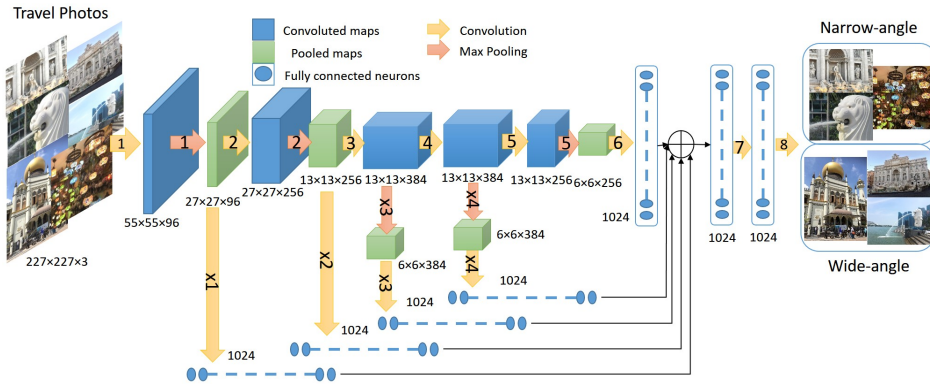 Travel Photos
Convoluted maps
Pooled maps
Fully connected neurons
Convolution
Max Pooling
Narrow-angle
1
1
2
2
3
4
5
5
6
7
8
227×227×3
55×55×96
27×27×96
27×27×256
13×13×256
13×13×384
13×13×384
13×13×256
6×6×256
1024
1024
1024
x1
x2
x3
x4
6×6×384
6×6×384
x3
x4
1024
1024
1024
1024
Wide-angle